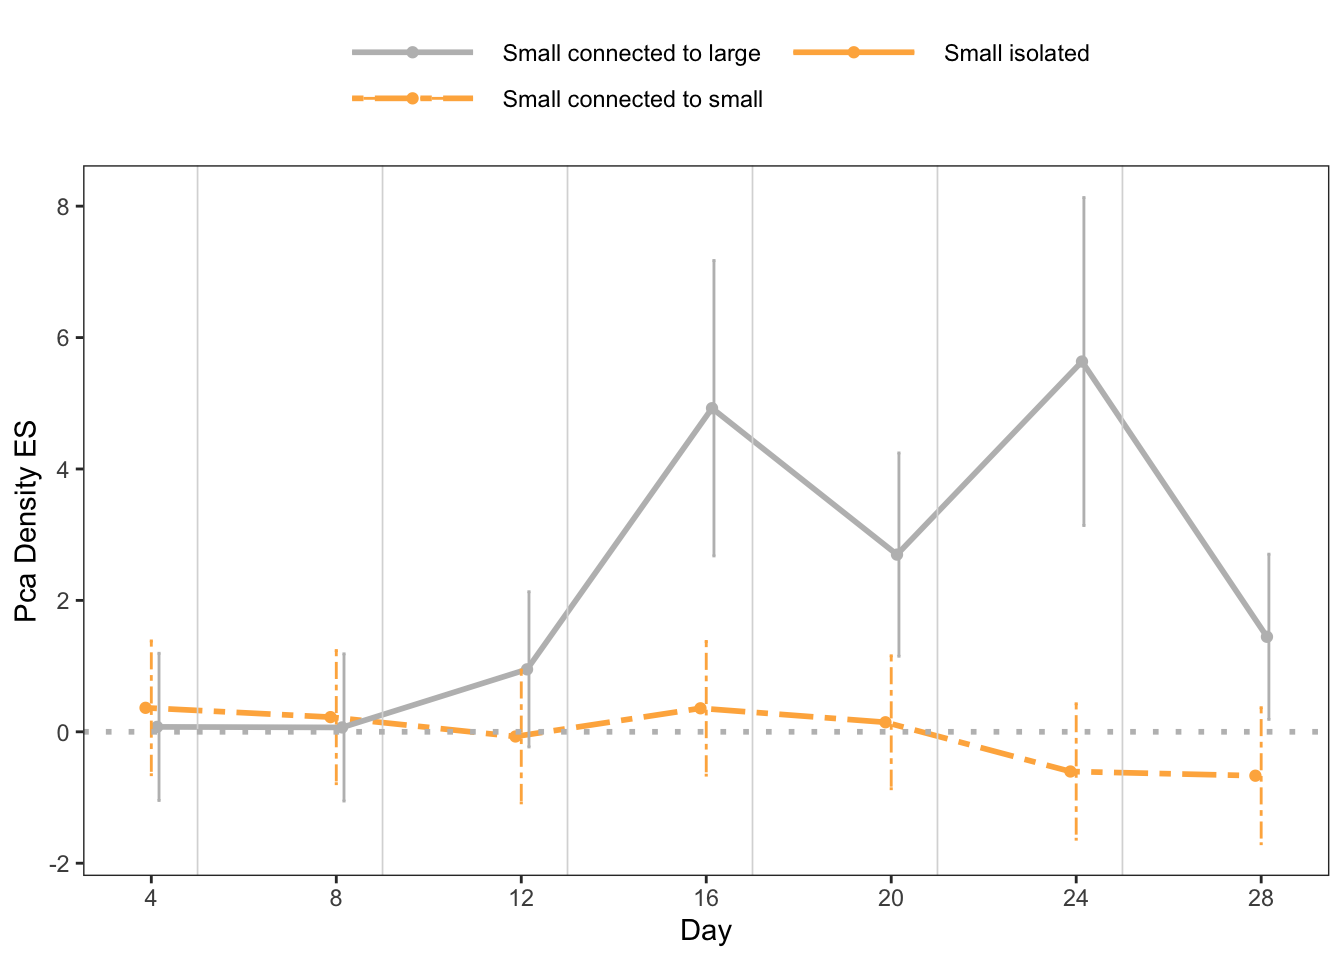 Small connected to large
Small isolated
Small connected to small
Pca Density ES
8
6
4
2
0
-2
4
8
12
16
20
24
28
Day